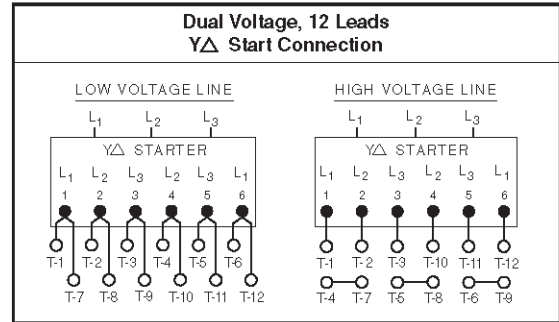 Dual Voltage, 12 Leads
Y△ Start Connection
LOW VOLTAGE LINE
L1 L2 L3
Y△ STARTER
L1 L2 L3 L2 L3 L1
1 2 3 4 5 6
T-1 T-2 T-3 T-4 T-5 T-6
T-7 T-8 T-9 T-10 T-11 T-12
HIGH VOLTAGE LINE
L1 L2 L3
Y△ STARTER
L1 L2 L3 L2 L3 L1
1 2 3 4 5 6
T-1 T-2 T-3 T-10 T-11 T-12
T-4 T-7 T-5 T-8 T-6 T-9